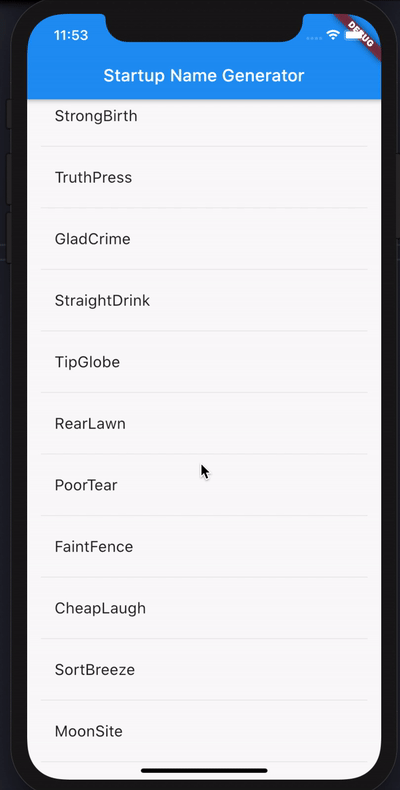 11:53
DEBUG
Startup Name Generator
StrongBirth
TruthPress
GladCrime
StraightDrink
TipGlobe
RearLawn
PoorTear
FaintFence
CheapLaugh
SortBreeze
MoonSite